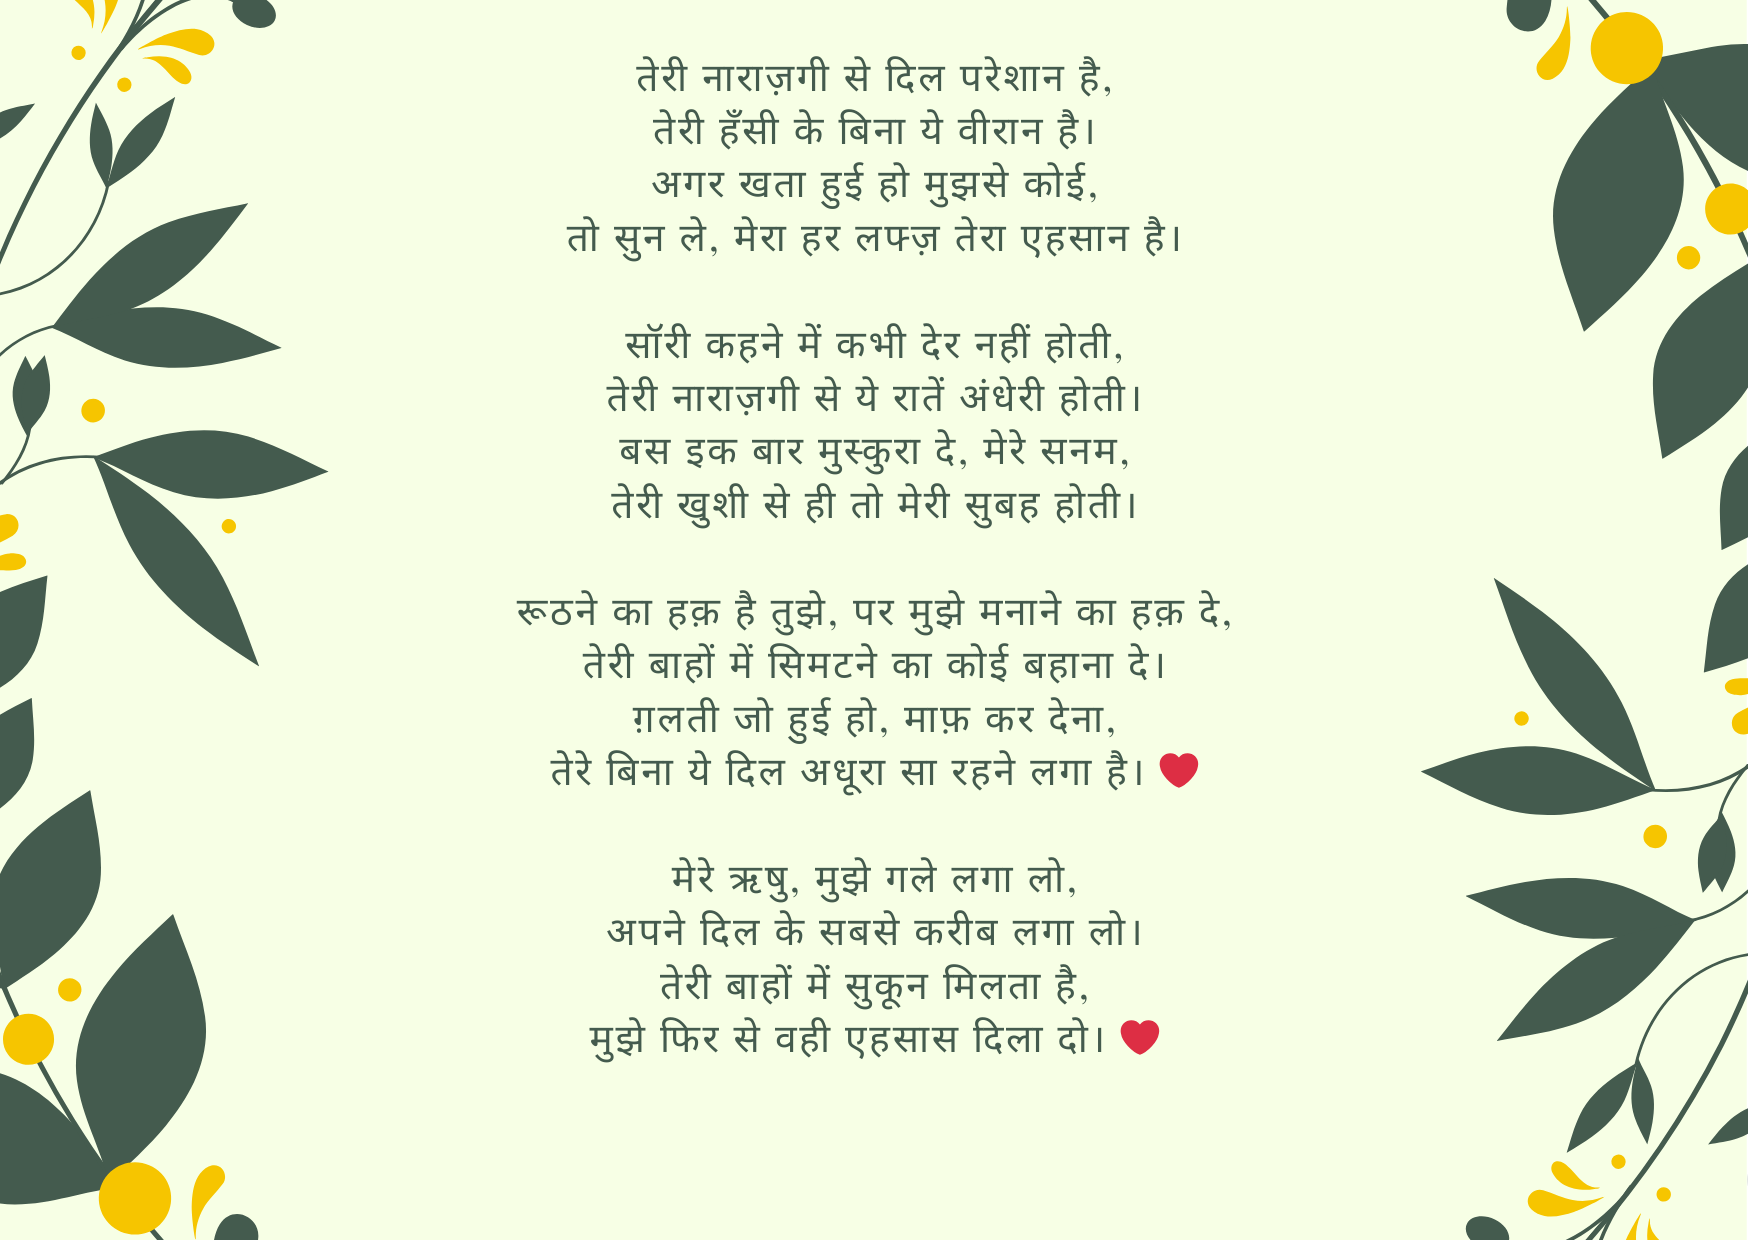 तेरी नाराज़गी से दिल परेशान है,
तेरी हँसी के बिना ये वीरान है।
अगर खता हुई हो मुझसे कोई,
तो सुन ले, मेरा हर लफ्ज़ तेरा एहसान है।
सॉरी कहने में कभी देर नहीं होती,
तेरी नाराज़गी से ये रातें अंधेरी होती।
बस इक बार मुस्कुरा दे, मेरे सनम,
तेरी खुशी से ही तो मेरी सुबह होती।
रूठने का हक़ है तुझे, पर मुझे मनाने का हक़ दे,
तेरी बाहों में सिमटने का कोई बहाना दे।
ग़लती जो हुई हो, माफ़ कर देना,
तेरे बिना ये दिल अधूरा सा रहने लगा है। ❤️
मेरे ऋषु, मुझे गले लगा लो,
अपने दिल के सबसे करीब लगा लो।
तेरी बाहों में सुकून मिलता है,
मुझे फिर से वही एहसास दिला दो। ❤️